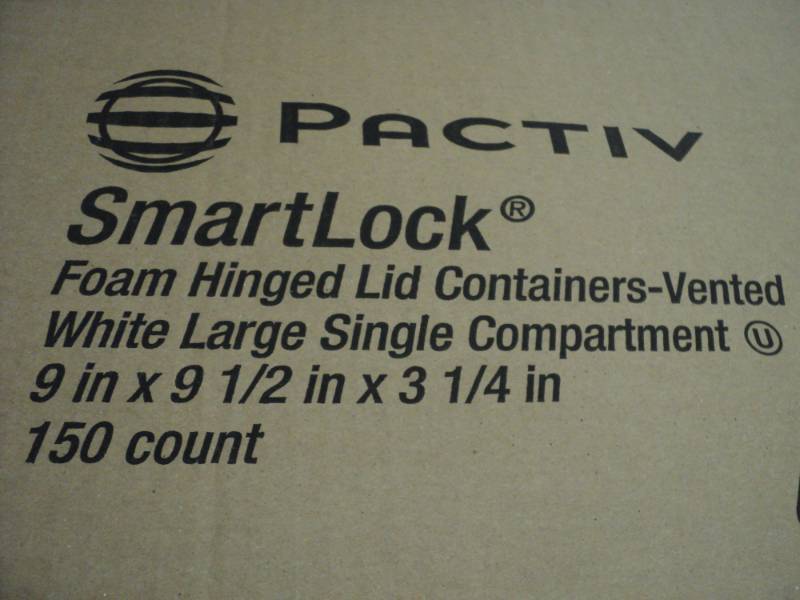 PACTIV
SmartLock®
Foam Hinged Lid Containers-Vented
White Large Single Compartment Ⓤ
9 in x 9 1/2 in x 3 1/4 in
150 count